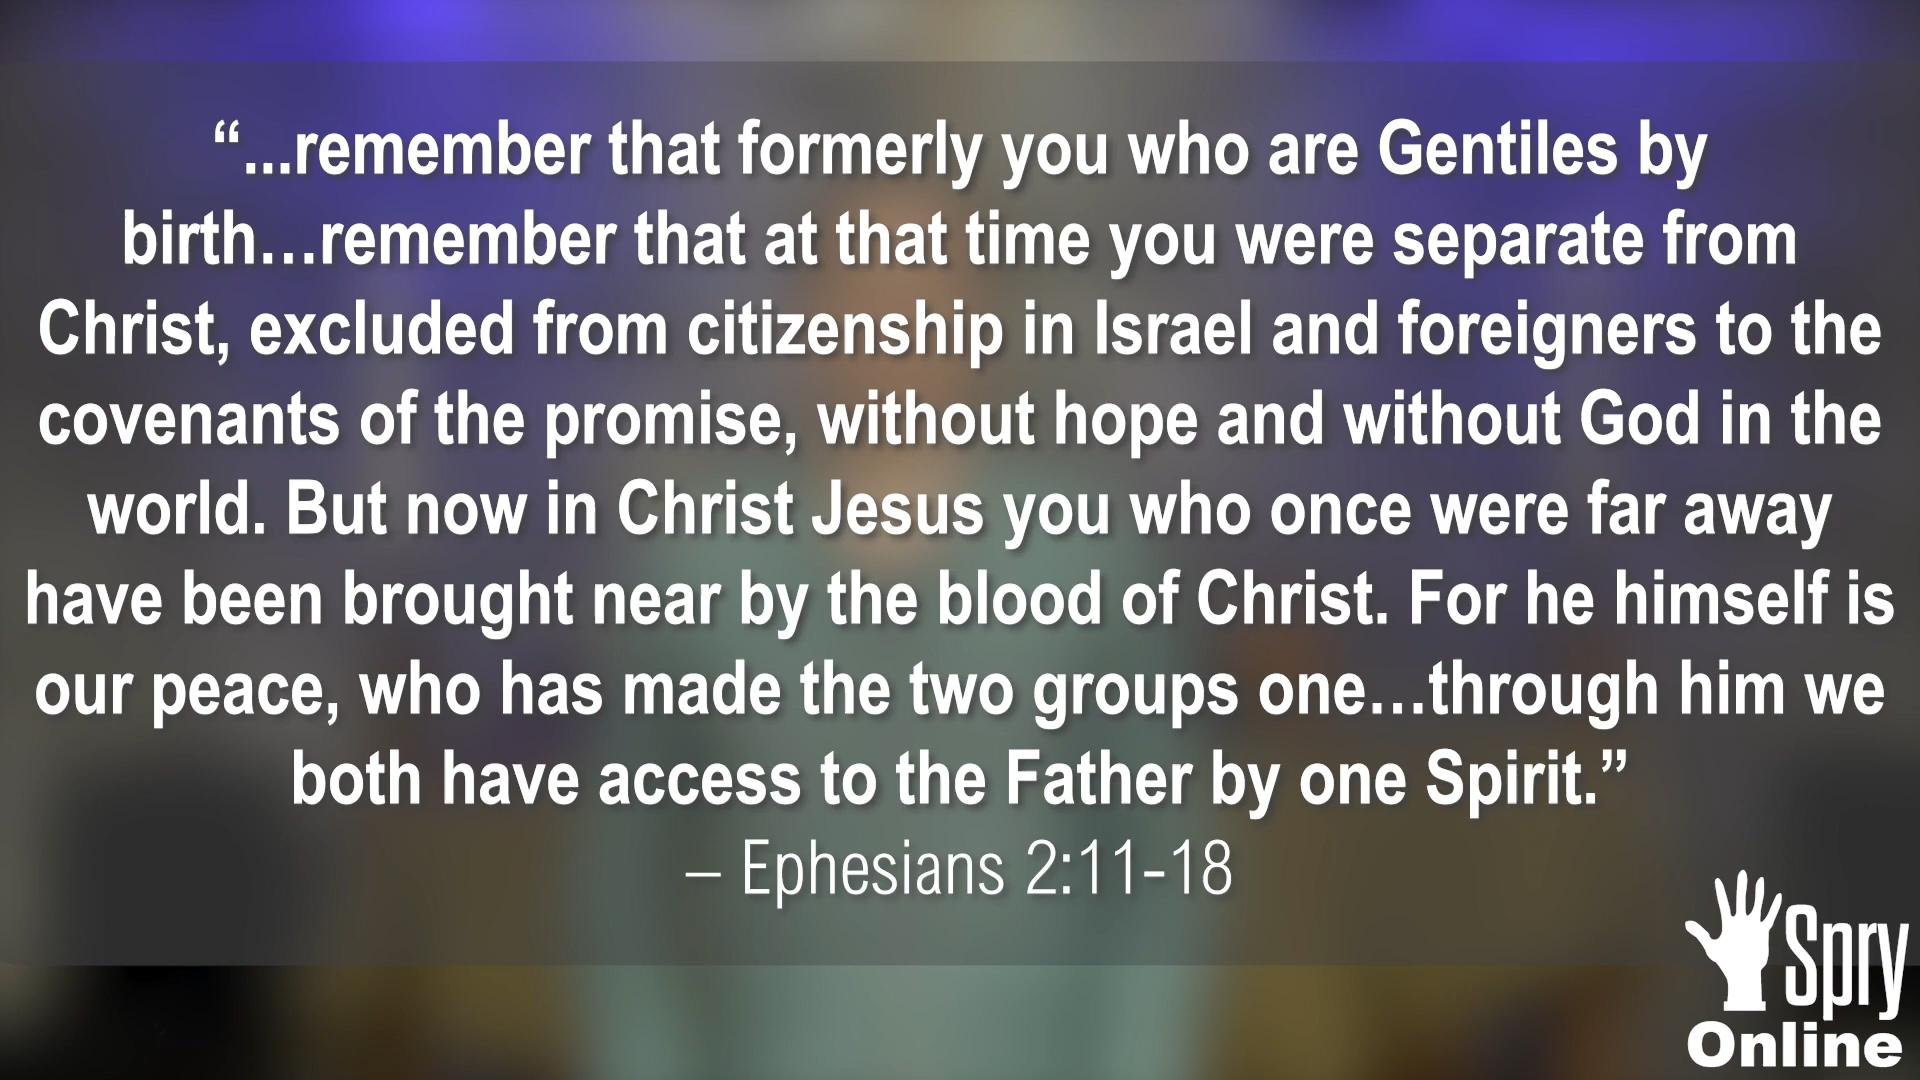 “...remember that formerly you who are Gentiles by
birth…remember that at that time you were separate from
Christ, excluded from citizenship in Israel and foreigners to the
covenants of the promise, without hope and without God in the
world. But now in Christ Jesus you who once were far away
have been brought near by the blood of Christ. For he himself is
our peace, who has made the two groups one…through him we
both have access to the Father by one Spirit.”
– Ephesians 2:11-18
Spry
Online